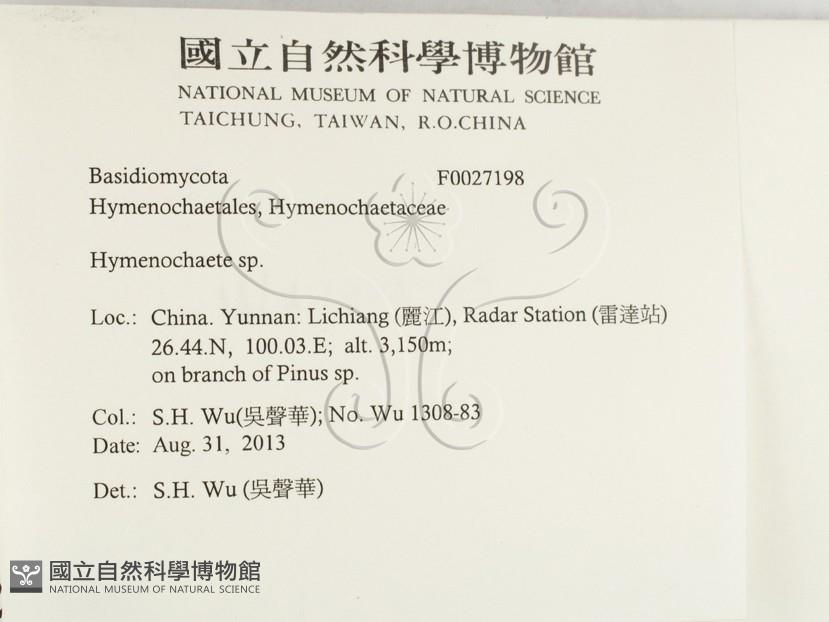 國立自然科學博物館
NATIONAL MUSEUM OF NATURAL SCIENCE
TAICHUNG, TAIWAN, R.O.CHINA
Basidiomycota F0027198
Hymenochaetales, Hymenochaetaceae
Hymenochaete sp.
Loc.: China. Yunnan: Lichiang (麗江), Radar Station (雷達站)
26.44.N, 100.03.E; alt. 3,150m;
on branch of Pinus sp.
Col.: S.H. Wu(吳聲華); No. Wu 1308-83
Date: Aug. 31, 2013
Det.: S.H. Wu (吳聲華)
國立自然科學博物館
NATIONAL MUSEUM OF NATURAL SCIENCE